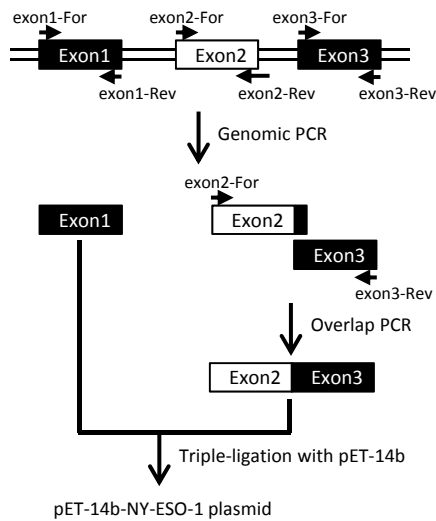 exon1-For exon2-For exon3-For
Exon1 Exon2 Exon3
exon1-Rev exon2-Rev exon3-Rev
Genomic PCR
exon2-For
Exon1 Exon2
Exon3
exon3-Rev
Overlap PCR
Exon2 Exon3
Triple-ligation with pET-14b
pET-14b-NY-ESO-1 plasmid